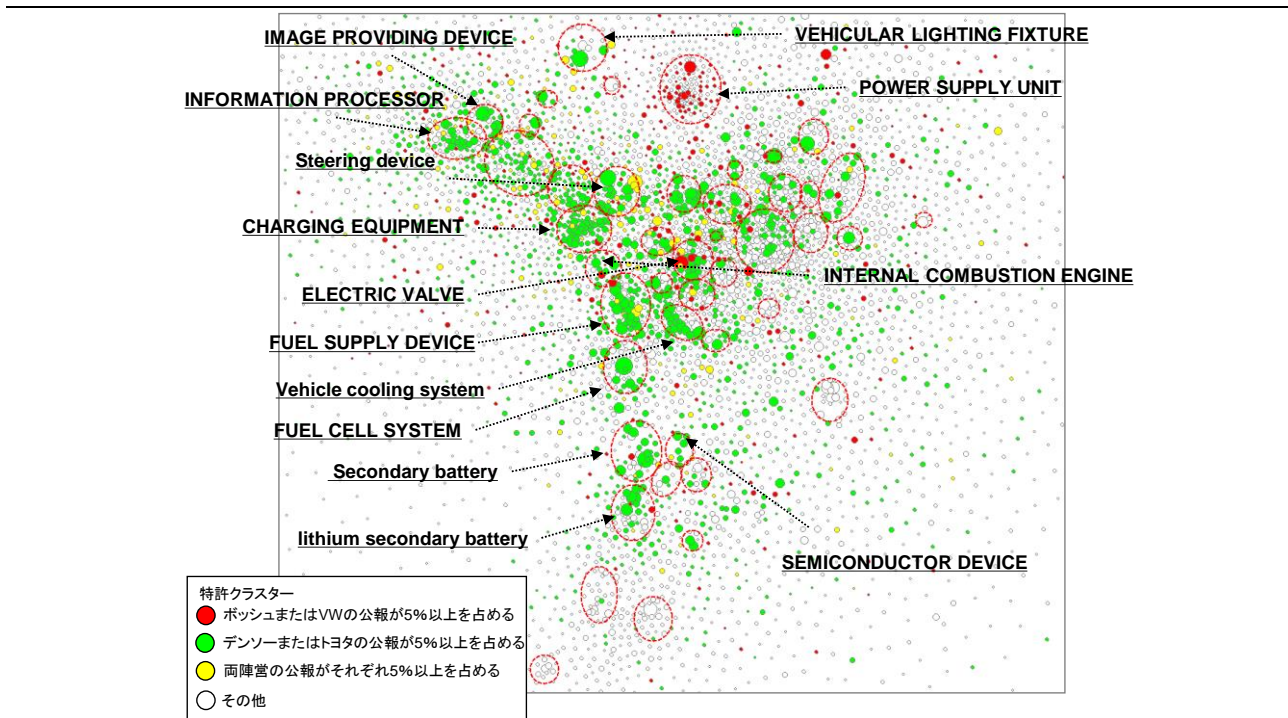 IMAGE PROVIDING DEVICE
VEHICULAR LIGHTING FIXTURE
INFORMATION PROCESSOR
POWER SUPPLY UNIT
Steering device
CHARGING EQUIPMENT
INTERNAL COMBUSTION ENGINE
ELECTRIC VALVE
FUEL SUPPLY DEVICE
Vehicle cooling system
FUEL CELL SYSTEM
Secondary battery
lithium secondary battery
SEMICONDUCTOR DEVICE
特許クラスター
ボッシュまたはVWの公報が5%以上を占める
デンソーまたはトヨタの公報が5%以上を占める
両陣営の公報がそれぞれ5%以上を占める
その他